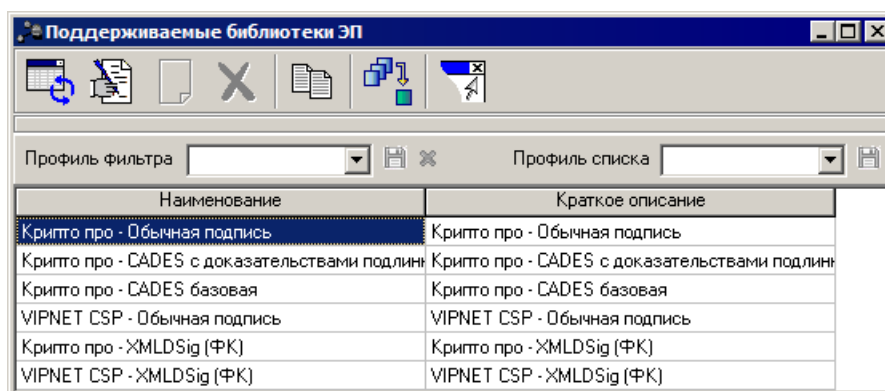 Поддерживаемые библиотеки ЭП
Профиль фильтра Профиль списка
Наименование Краткое описание
Крипто про - Обычная подпись Крипто про - Обычная подпись
Крипто про - CADES с доказательствами подлин Крипто про - CADES с доказательствами подлин
Крипто про - CADES базовая Крипто про - CADES базовая
VIPNET CSP - Обычная подпись VIPNET CSP - Обычная подпись
Крипто про - XMLDSig (ФК) Крипто про - XMLDSig (ФК)
VIPNET CSP - XMLDSig (ФК) VIPNET CSP - XMLDSig (ФК)